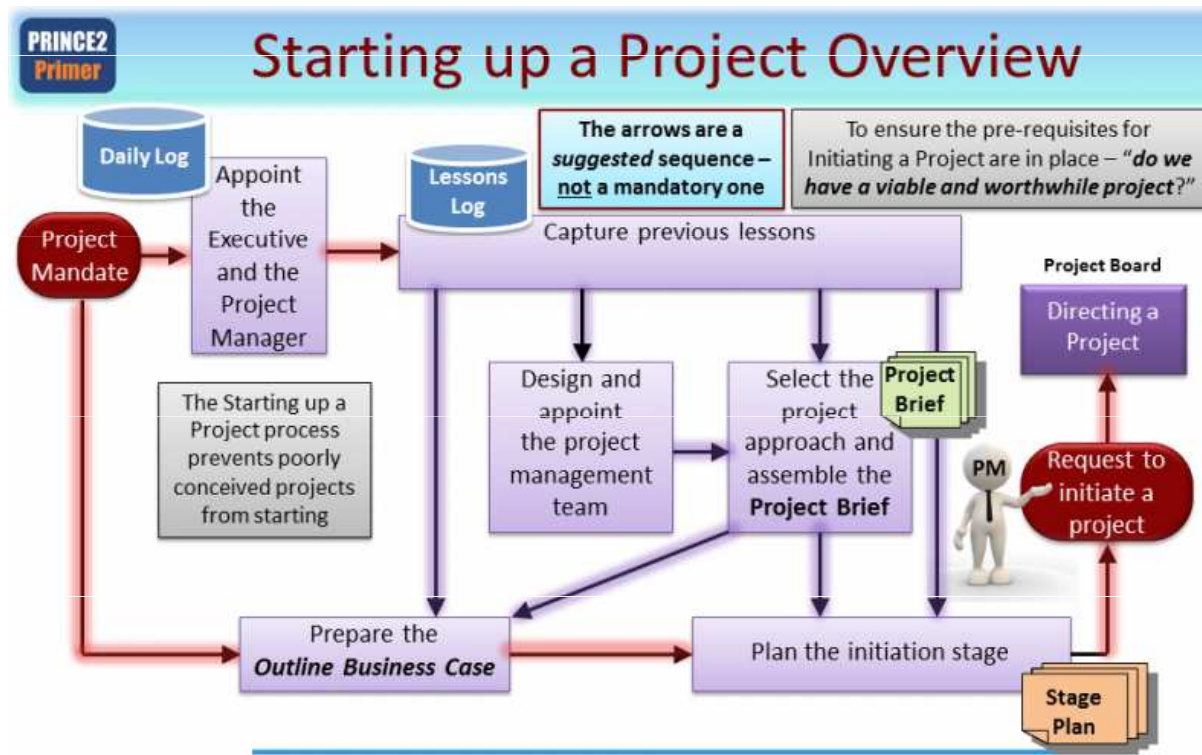 PRINCE2
Primer
Starting up a Project Overview
Daily Log
Appoint
the
Executive
and the
Project
Manager
Lessons
Log
The arrows are a
suggested sequence –
not a mandatory one
To ensure the pre-requisites for
Initiating a Project are in place – “do we
have a viable and worthwhile project?”
Project
Mandate
Capture previous lessons
Project Board
Directing a
Project
The Starting up a
Project process
prevents poorly
conceived projects
from starting
Design and
appoint
the project
management
team
Select the
project
approach and
assemble the
Project Brief
Project
Brief
PM
Request to
initiate a
project
Prepare the
Outline Business Case
Plan the initiation stage
Stage
Plan